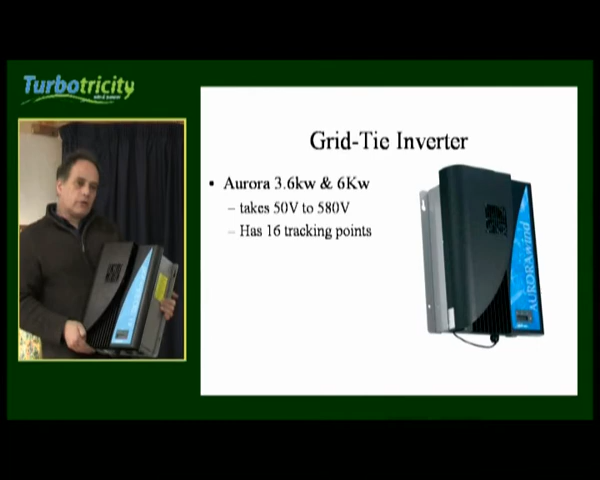 Turbotricity
Grid-Tie Inverter
• Aurora 3.6kw & 6Kw
– takes 50V to 580V
– Has 16 tracking points
AURORA wind